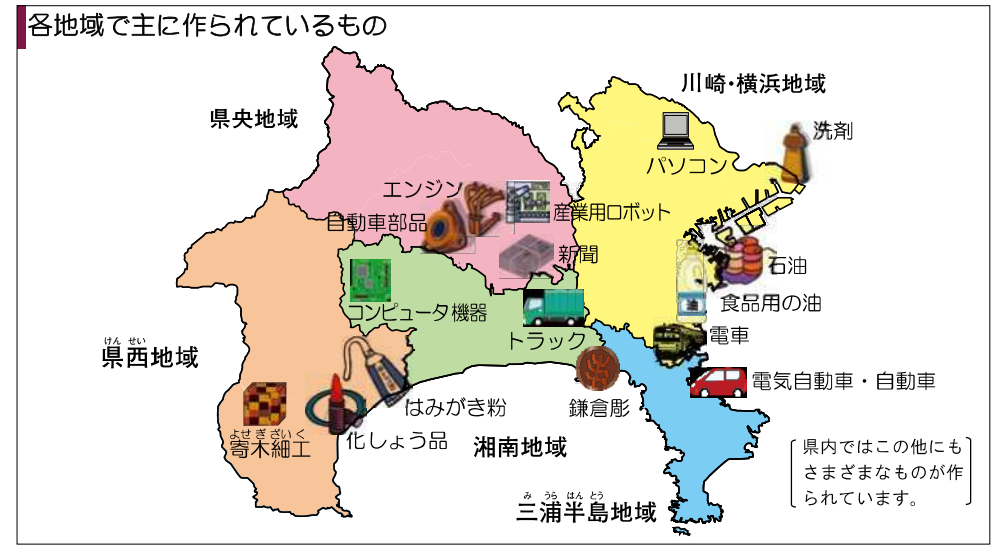 各地域で主に作られているもの
川崎・横浜地域
県央地域
洗剤
パソコン
エンジン
産業用ロボット
自動車部品
新聞
石油
食品用の油
油
コンピュータ機器
トラック
電車
けん せい
県西地域
電気自動車・自動車
はみがき粉
鎌倉彫
よせ ぎ ざい く
寄木細工
化しょう品
湘南地域
県内ではこの他にも
さまざまなものが作
られています。
み うら はん とう
三浦半島地域